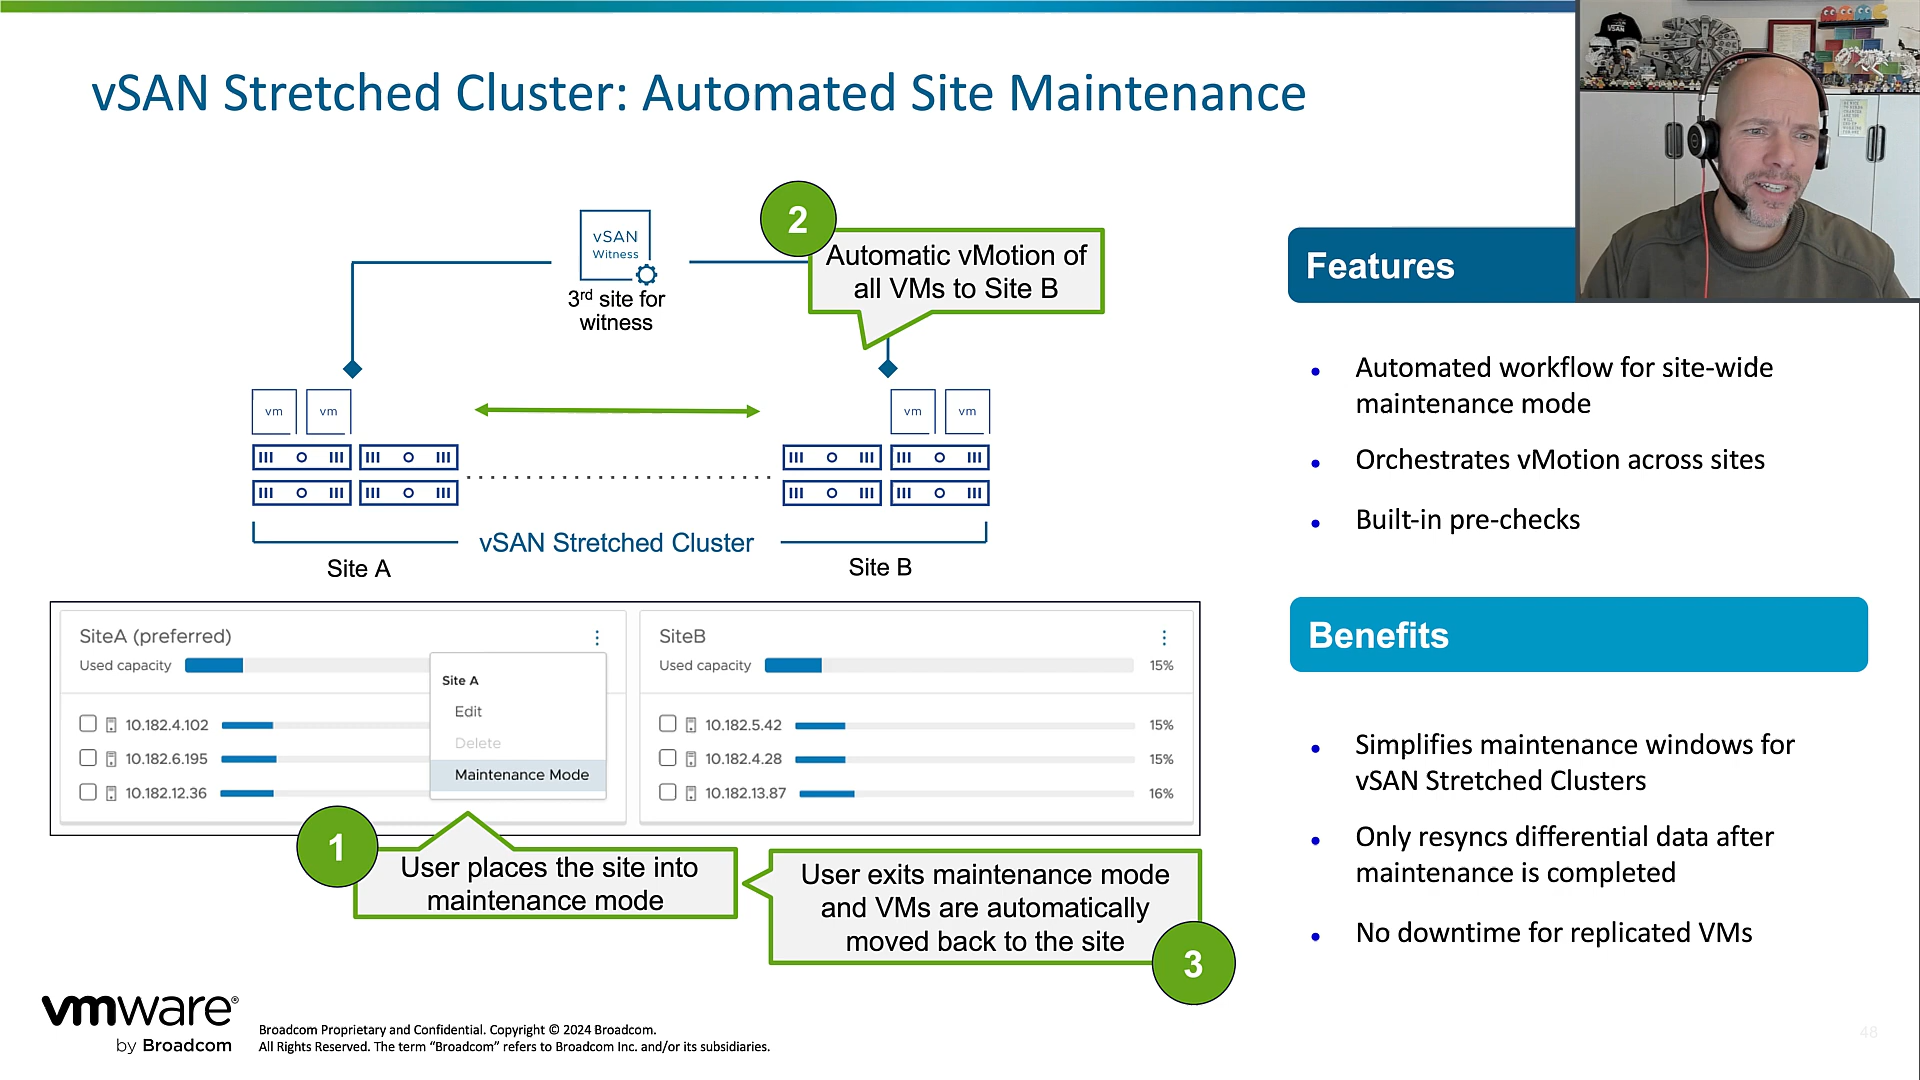 vSAN Stretched Cluster: Automated Site Maintenance
vSAN
Witness
3rd site for
witness
2
Automatic vMotion of
all VMs to Site B
vm
vm
vm
vm
vSAN Stretched Cluster
Site A
Site B
SiteA (preferred)
Used capacity
10.182.4.102
10.182.6.195
10.182.12.36
Site A
Edit
Delete
Maintenance Mode
SiteB
Used capacity
15%
10.182.5.42
15%
10.182.4.28
15%
10.182.13.87
16%
1
User places the site into
maintenance mode
User exits maintenance mode
and VMs are automatically
moved back to the site
3
Features
Automated workflow for site-wide
maintenance mode
Orchestrates vMotion across sites
Built-in pre-checks
Benefits
Simplifies maintenance windows for
vSAN Stretched Clusters
Only resyncs differential data after
maintenance is completed
No downtime for replicated VMs
vmware®
by Broadcom
Broadcom Proprietary and Confidential. Copyright © 2024 Broadcom.
All Rights Reserved. The term “Broadcom” refers to Broadcom Inc. and/or its subsidiaries.
48